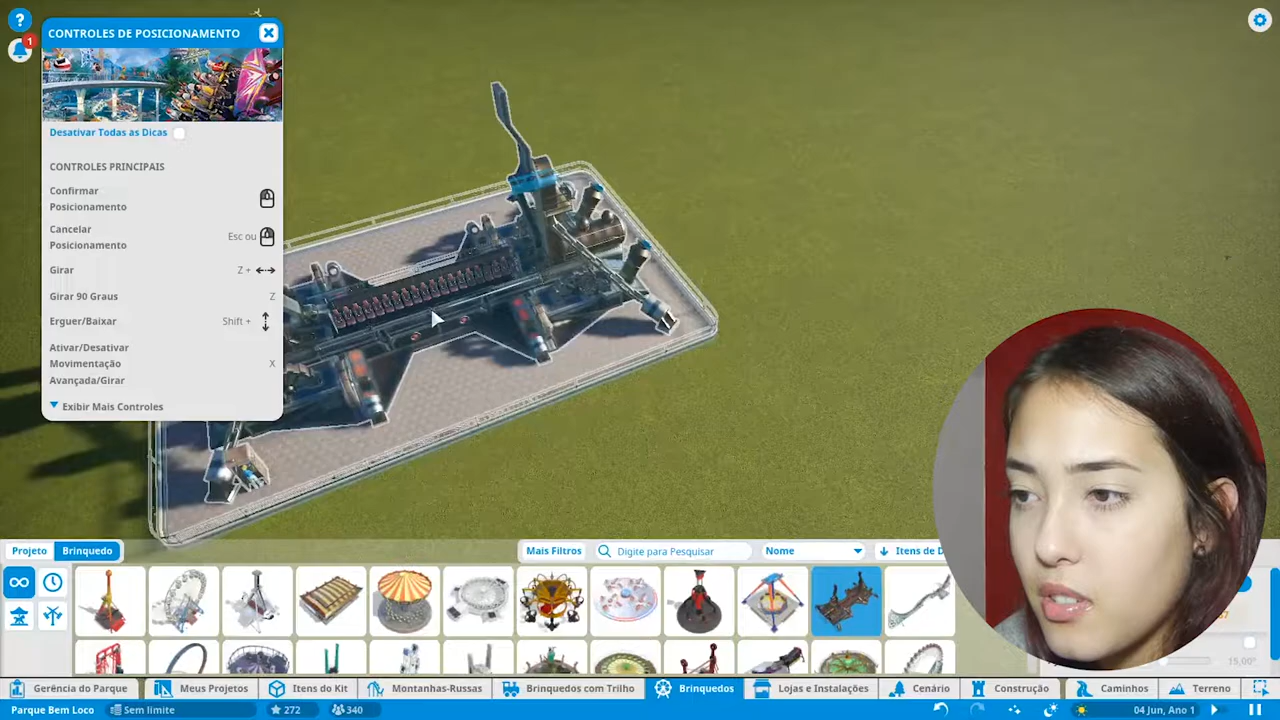 ?
1
CONTROLES DE POSICIONAMENTO
Desativar Todas as Dicas
CONTROLES PRINCIPAIS
Confirmar
Posicionamento
Cancelar
Posicionamento
Esc ou
Girar
Z +
Girar 90 Graus
Z
Erguer/Baixar
Shift +
Ativar/Desativar
Movimentação
Avançada/Girar
X
Exibir Mais Controles
Projeto
Brinquedo
Mais Filtros
Digite para Pesquisar
Nome
Itens de
15,00°
Gerência do Parque
Meus Projetos
Itens do Kit
Montanhas-Russas
Brinquedos com Trilho
Brinquedos
Lojas e Instalações
Cenário
Construção
Caminhos
Terreno
Parque Bem Loco
Sem limite
272
340
04 Jun, Ano 1